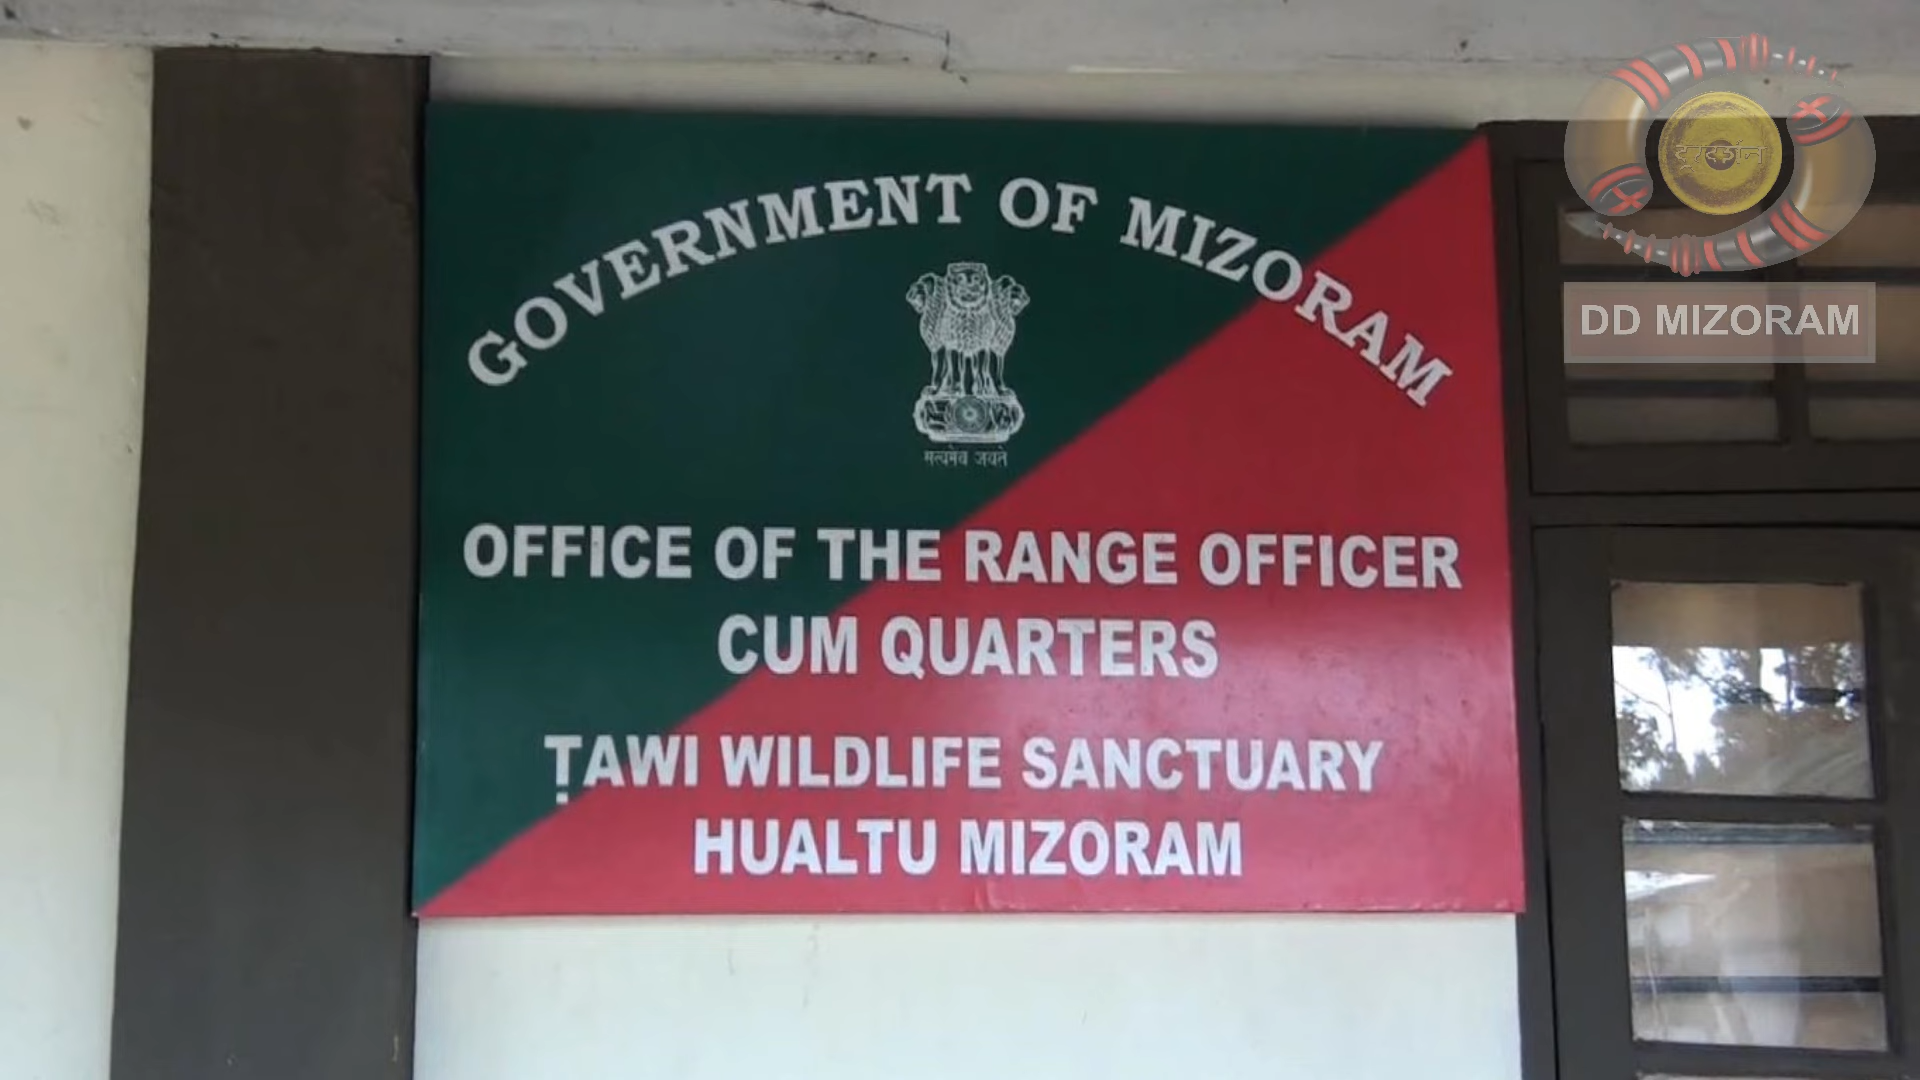 GOVERNMENT OF MIZORAM
सत्यमेव जयते
OFFICE OF THE RANGE OFFICER
CUM QUARTERS
ṬAWI WILDLIFE SANCTUARY
HUALTU MIZORAM
दूरदर्शन
DD MIZORAM